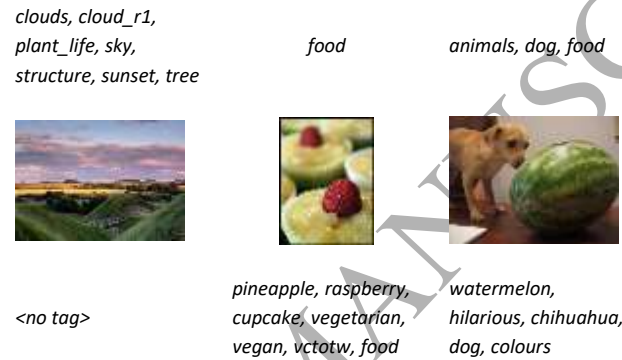 clouds, cloud_r1,
plant_life, sky,
structure, sunset, tree
food
animals, dog, food
<no tag>
pineapple, raspberry,
cupcake, vegetarian,
vegan, vctotw, food
watermelon,
hilarious, chihuahua,
dog, colours